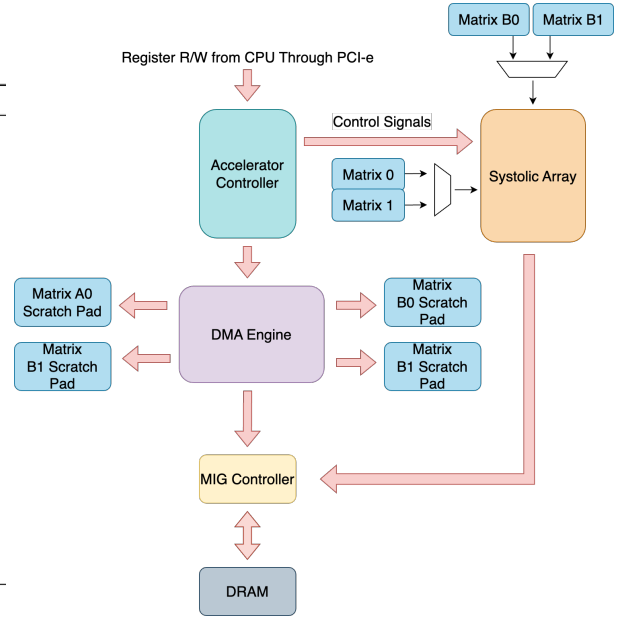 Matrix B0
Matrix B1
Register R/W from CPU Through PCI-e
Control Signals
Accelerator
Controller
Matrix 0
Matrix 1
Systolic Array
Matrix A0
Scratch Pad
Matrix
B0 Scratch
Pad
DMA Engine
Matrix
B1 Scratch
Pad
Matrix
B1 Scratch
Pad
MIG Controller
DRAM